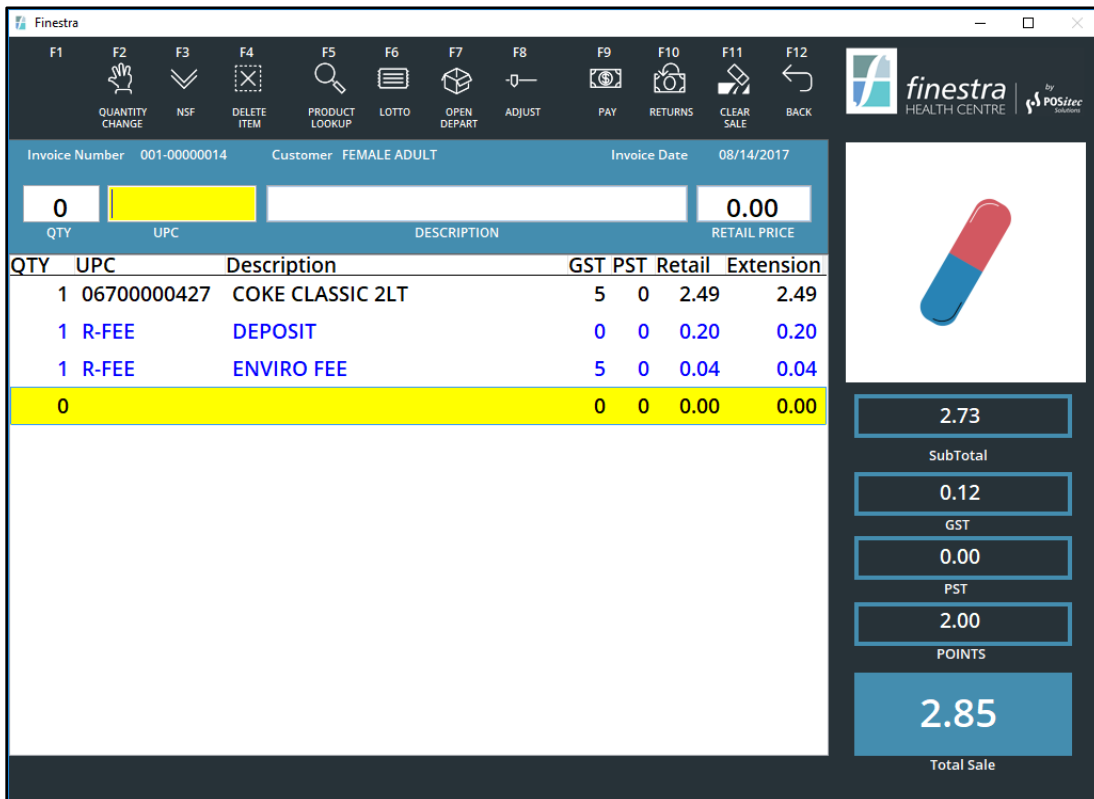 Finestra
F1 F2 F3 F4 F5 F6 F7 F8 F9 F10 F11 F12
QUANTITY CHANGE NSF DELETE ITEM PRODUCT LOOKUP LOTTO OPEN DEPART ADJUST PAY RETURNS CLEAR SALE BACK
finestra
HEALTH CENTRE
by
POSitec
Solutions
Invoice Number 001-00000014 Customer FEMALE ADULT Invoice Date 08/14/2017
0 0.00
QTY UPC DESCRIPTION RETAIL PRICE
QTY UPC Description GST PST Retail Extension
1 06700000427 COKE CLASSIC 2LT 5 0 2.49 2.49
1 R-FEE DEPOSIT 0 0 0.20 0.20
1 R-FEE ENVIRO FEE 5 0 0.04 0.04
0 0 0 0.00 0.00
2.73
SubTotal
0.12
GST
0.00
PST
2.00
POINTS
2.85
Total Sale